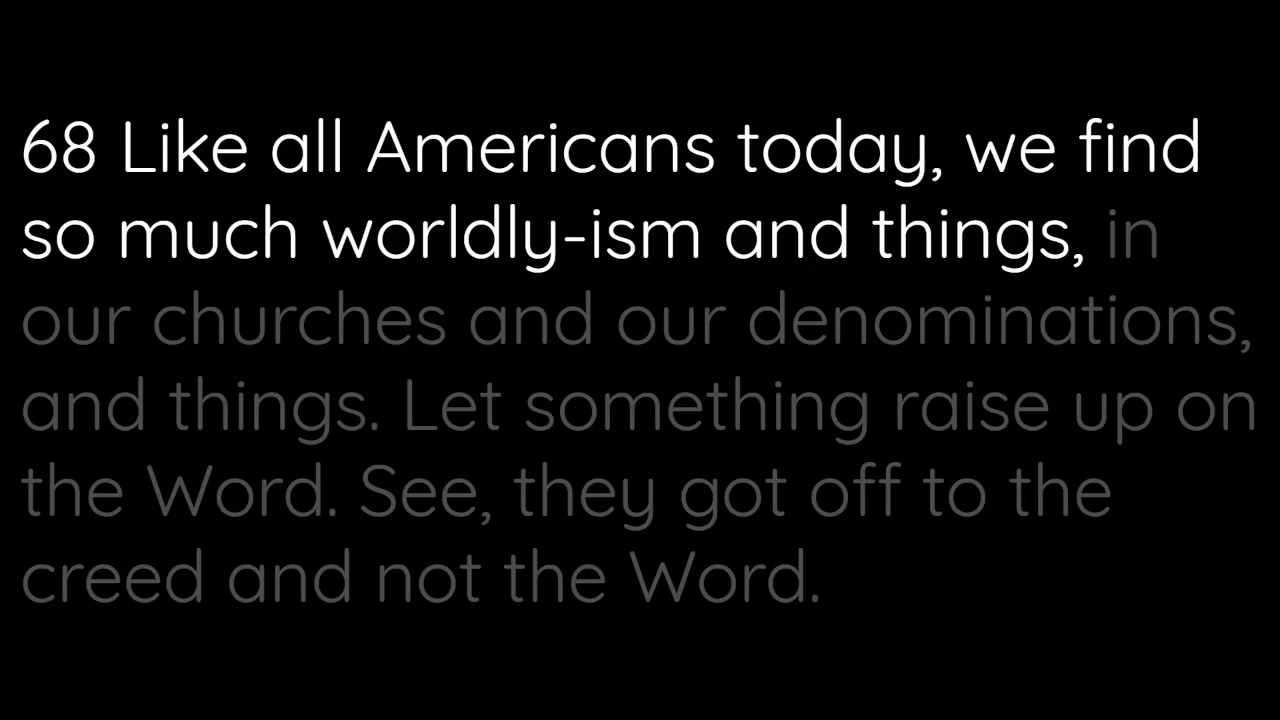 68 Like all Americans today, we find
so much worldly-ism and things, in
our churches and our denominations,
and things. Let something raise up on
the Word. See, they got off to the
creed and not the Word.